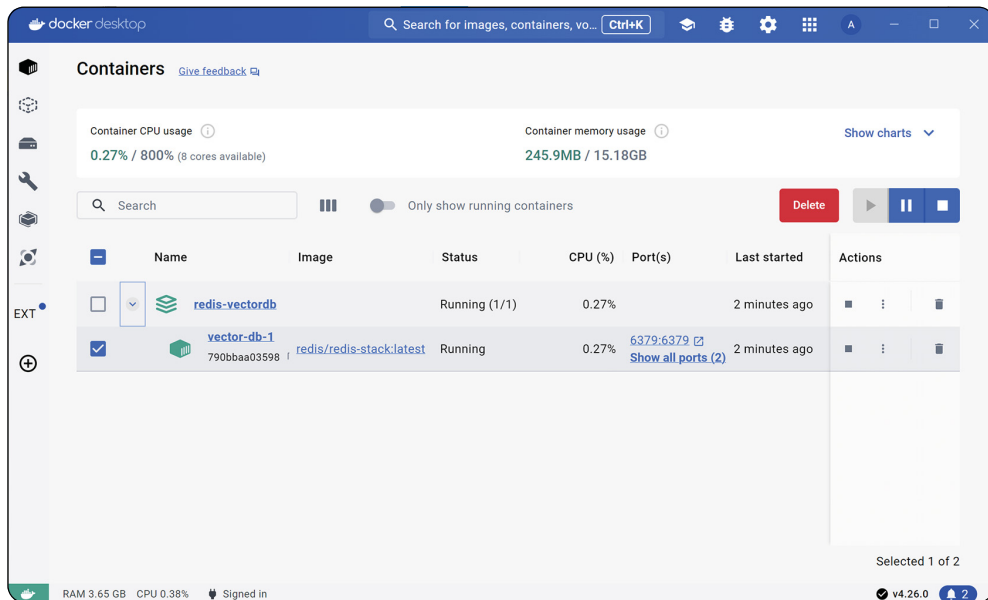 docker desktop
Search for images, containers, vo... Ctrl+K
A
Containers Give feedback
Container CPU usage
0.27% / 800% (8 cores available)
Container memory usage
245.9MB / 15.18GB
Show charts
Search
Only show running containers
Delete
Name Image Status CPU (%) Port(s) Last started Actions
redis-vectordb Running (1/1) 0.27% 2 minutes ago
vector-db-1
790bbaa03598
redis/redis-stack:latest Running 0.27%
6379:6379
Show all ports (2)
2 minutes ago
EXT
Selected 1 of 2
RAM 3.65 GB CPU 0.38% Signed in v4.26.0 2